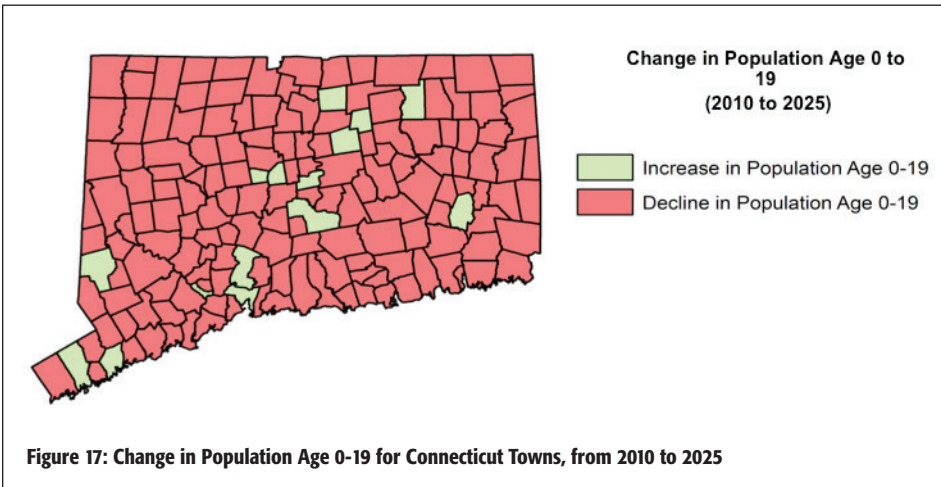 Change in Population Age 0 to
19
(2010 to 2025)
Increase in Population Age 0-19
Decline in Population Age 0-19
Figure 17: Change in Population Age 0-19 for Connecticut Towns, from 2010 to 2025